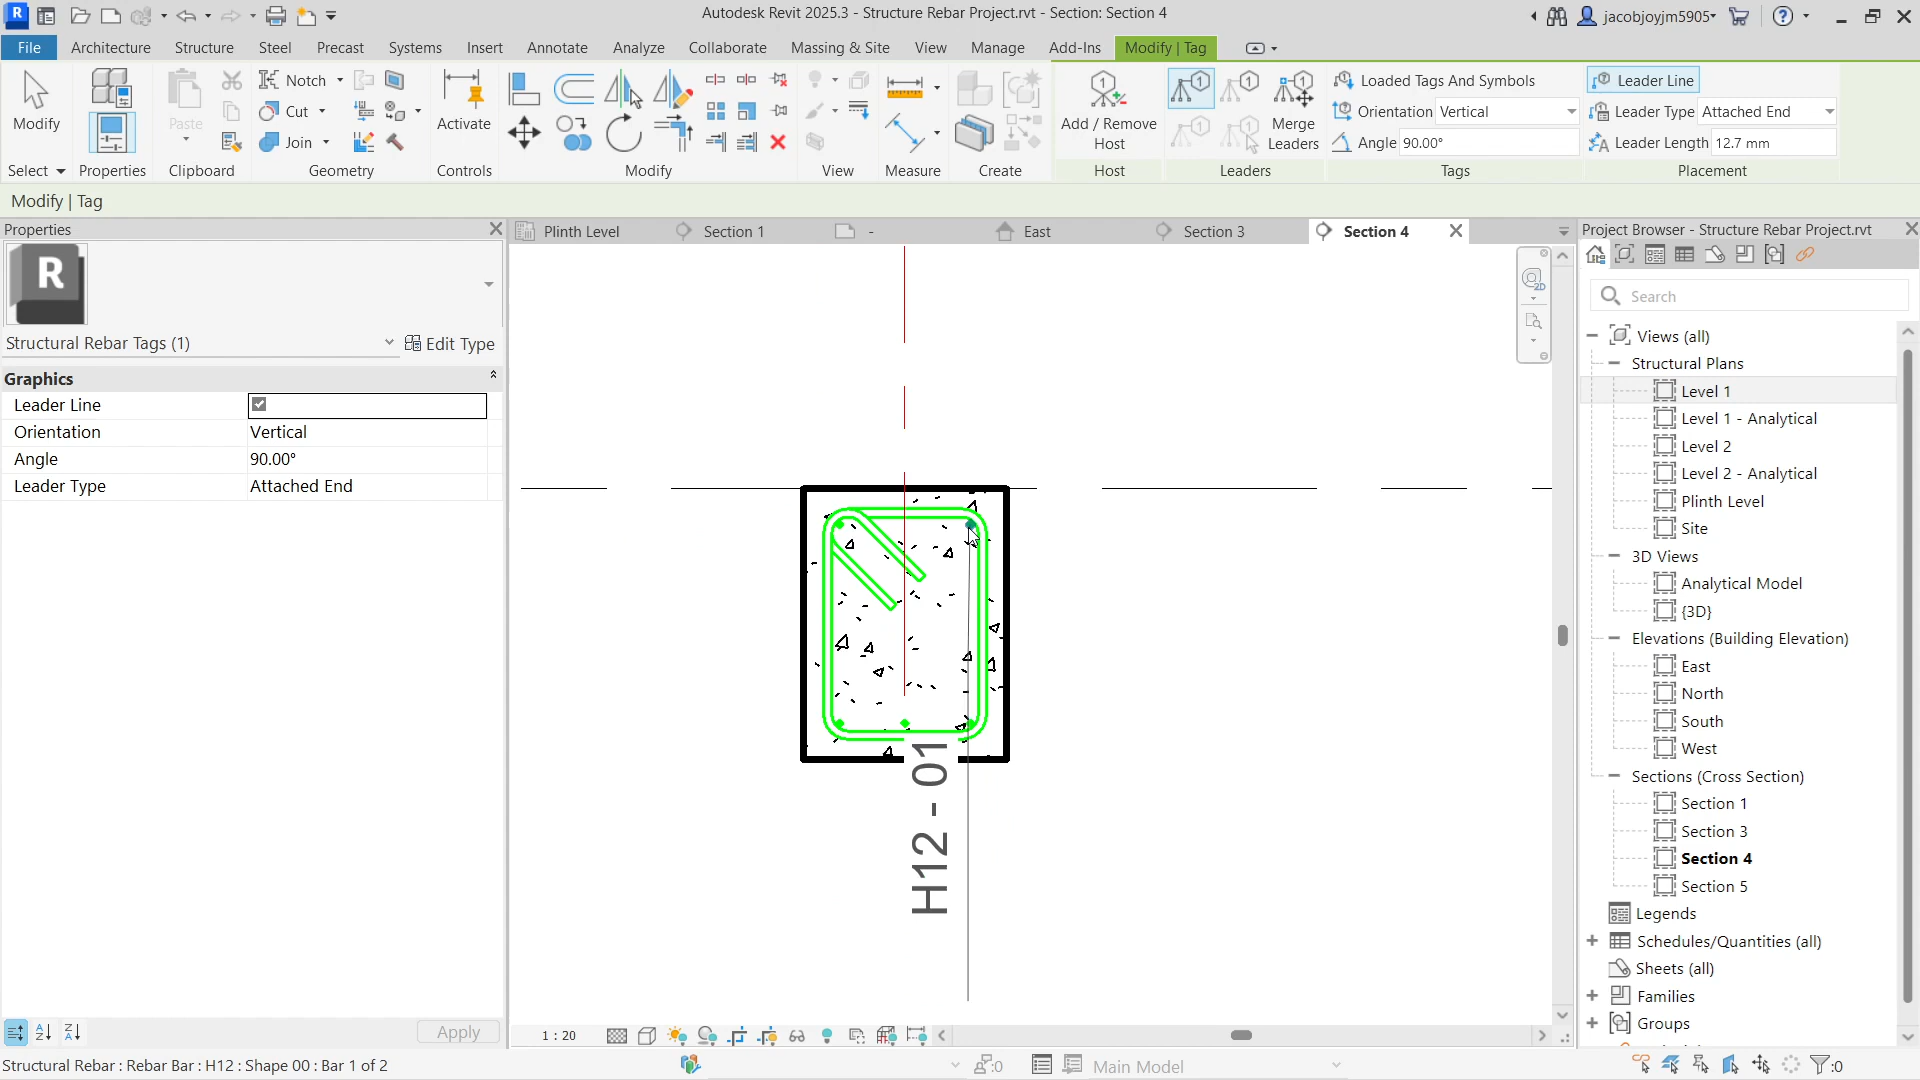 Autodesk Revit 2025.3 - Structure Rebar Project.rvt - Section: Section 4
jacobjoyjm5905
File Architecture Structure Steel Precast Systems Insert Annotate Analyze Collaborate Massing & Site View Manage Add-Ins Modify | Tag
Modify
Paste
Notch
Cut
Join
Activate
Add / Remove
Host
Merge
Leaders
Loaded Tags And Symbols
Orientation Vertical
Angle 90.00°
Leader Line
Leader Type Attached End
Leader Length 12.7 mm
Select Properties Clipboard Geometry Controls Modify View Measure Create Host Leaders Tags Placement
Modify | Tag
Properties
R
Structural Rebar Tags (1)
Edit Type
Graphics
Leader Line
Orientation Vertical
Angle 90.00°
Leader Type Attached End
Apply
Plinth Level Section 1 - East Section 3 Section 4
2D
H12 - 01
1 : 20
Project Browser - Structure Rebar Project.rvt
Search
Views (all)
Structural Plans
Level 1
Level 1 - Analytical
Level 2
Level 2 - Analytical
Plinth Level
Site
3D Views
Analytical Model
{3D}
Elevations (Building Elevation)
East
North
South
West
Sections (Cross Section)
Section 1
Section 3
Section 4
Section 5
Legends
Schedules/Quantities (all)
Sheets (all)
Families
Groups
Structural Rebar : Rebar Bar : H12 : Shape 00 : Bar 1 of 2
:0
Main Model
:0